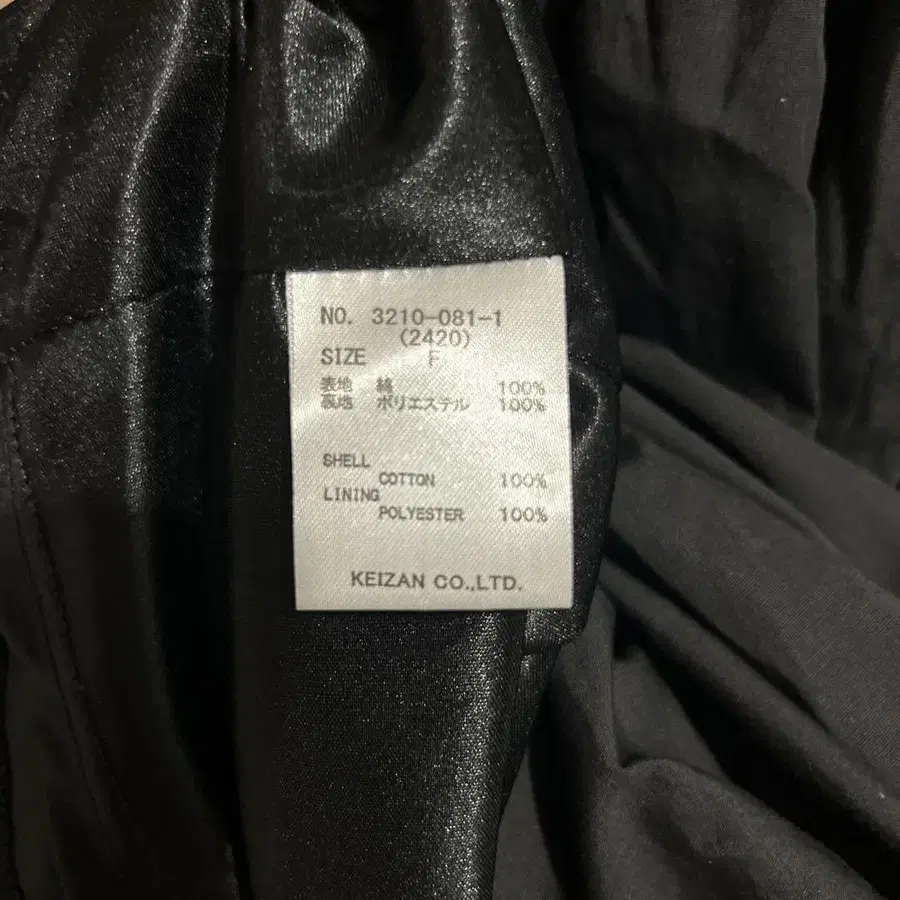 NO. 3210-081-1
(2420)
SIZE F
表地 綿 100%
裏地 ポリエステル 100%
SHELL
COTTON 100%
LINING
POLYESTER 100%
KEIZAN CO.,LTD.